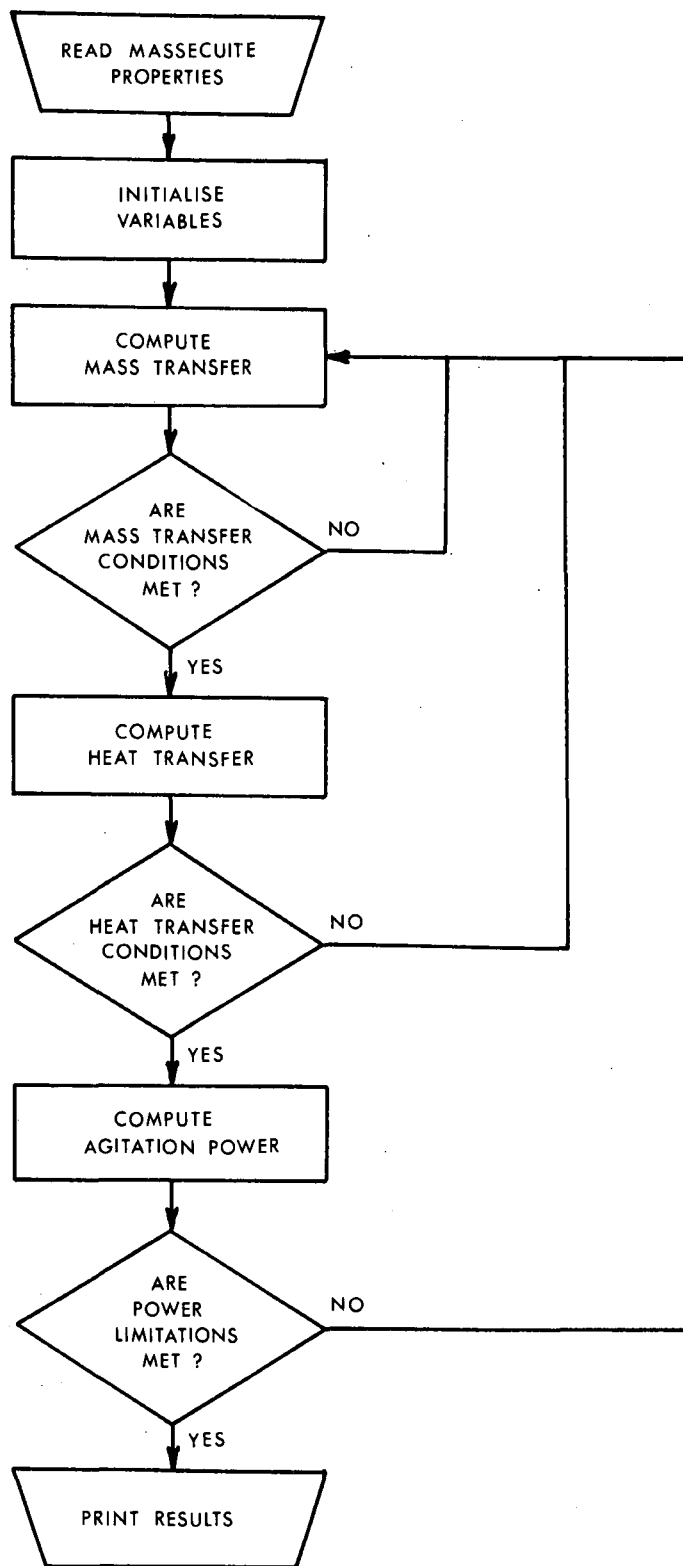 READ MASSECUITE
PROPERTIES
INITIALISE
VARIABLES
COMPUTE
MASS TRANSFER
ARE
MASS TRANSFER
CONDITIONS
MET ?
NO
YES
COMPUTE
HEAT TRANSFER
ARE
HEAT TRANSFER
CONDITIONS
MET ?
NO
YES
COMPUTE
AGITATION POWER
ARE
POWER
LIMITATIONS
MET ?
NO
YES
PRINT RESULTS